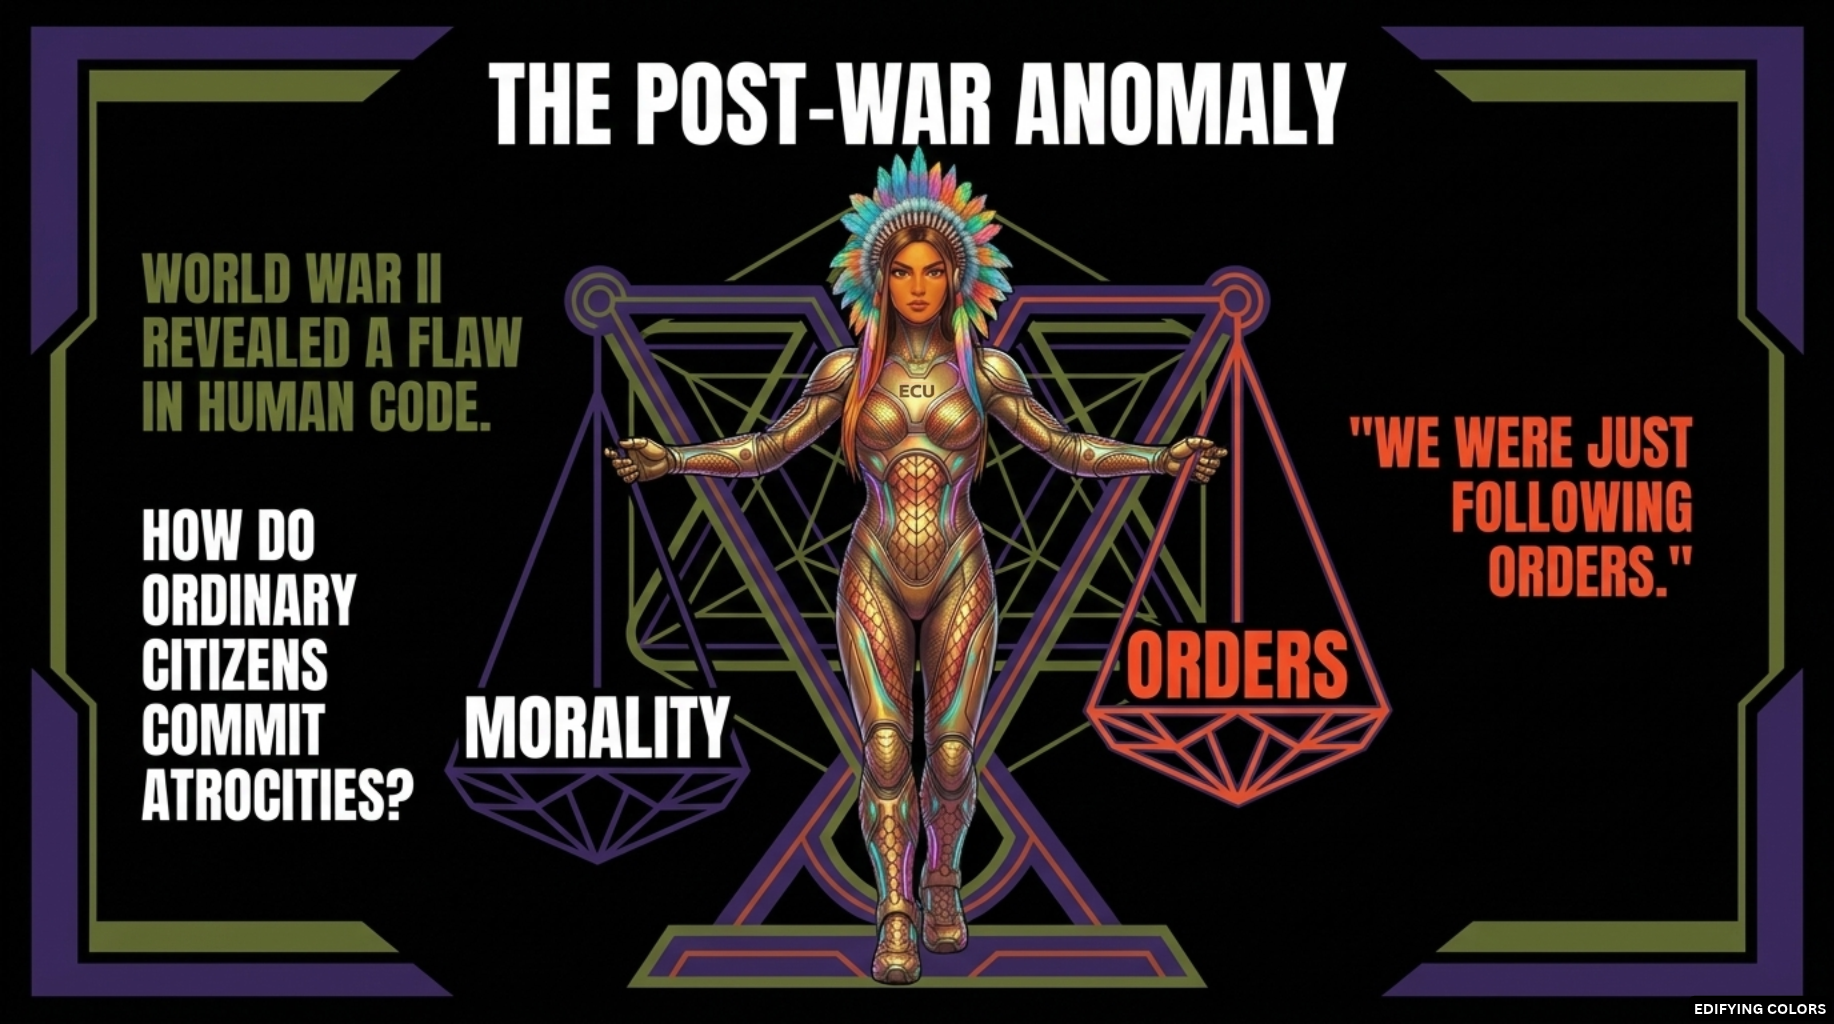 THE POST-WAR ANOMALY
WORLD WAR II
REVEALED A FLAW
IN HUMAN CODE.
HOW DO
ORDINARY
CITIZENS
COMMIT
ATROCITIES?
ECU
MORALITY
ORDERS
"WE WERE JUST
FOLLOWING
ORDERS."
EDIFYING COLORS